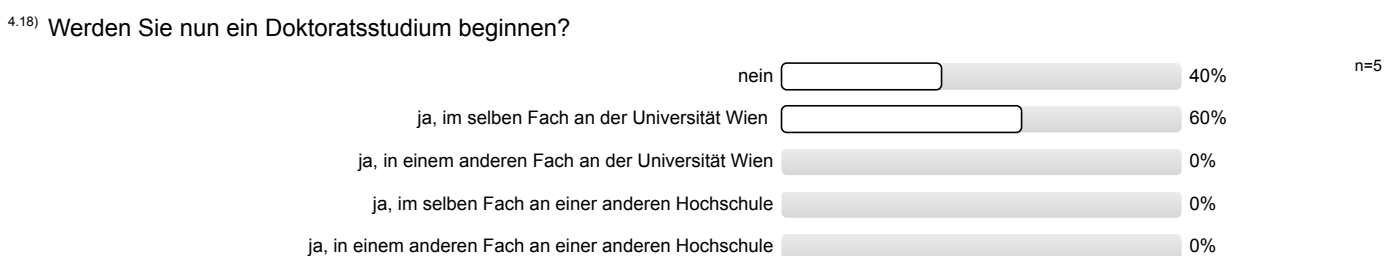 4.18) Werden Sie nun ein Doktoratsstudium beginnen?
nein 40% n=5
ja, im selben Fach an der Universität Wien 60%
ja, in einem anderen Fach an der Universität Wien 0%
ja, im selben Fach an einer anderen Hochschule 0%
ja, in einem anderen Fach an einer anderen Hochschule 0%